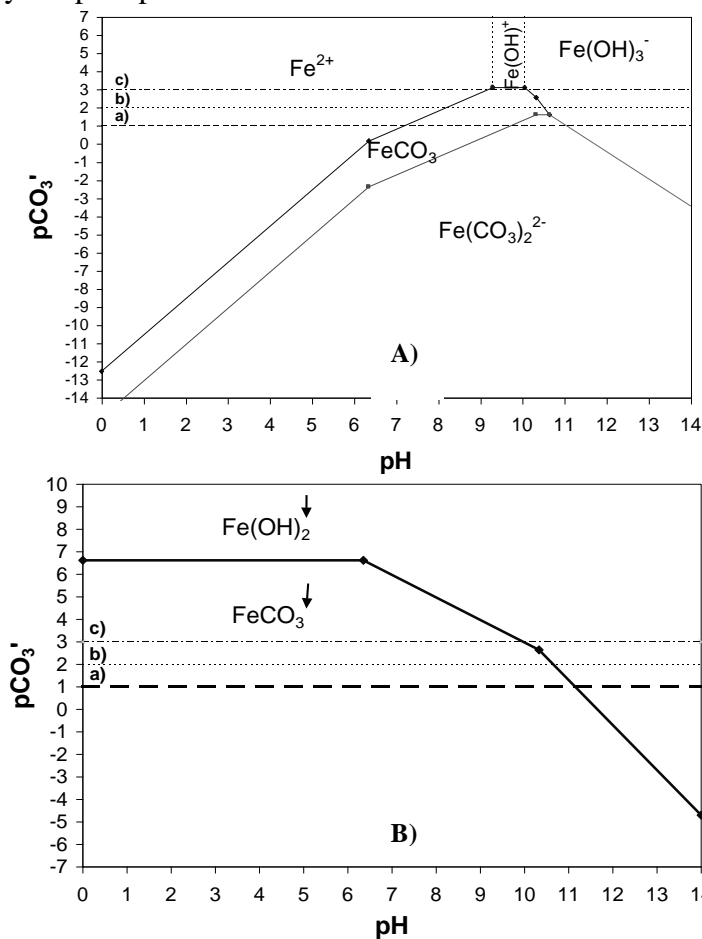 7
6
5
4
3
2
1
0
-1
-2
-3
-4
-5
-6
-7
-8
-9
-10
-11
-12
-13
-14
pCO₃'
c)
b)
a)
Fe²⁺
Fe(OH)⁺
Fe(OH)₃⁻
FeCO₃
Fe(CO₃)₂²⁻
A)
0 1 2 3 4 5 6 7 8 9 10 11 12 13 14
pH
10
9
8
7
6
5
4
3
2
1
0
-1
-2
-3
-4
-5
-6
-7
pCO₃'
Fe(OH)₂↓
FeCO₃↓
c)
b)
a)
B)
0 1 2 3 4 5 6 7 8 9 10 11 12 13 14
pH